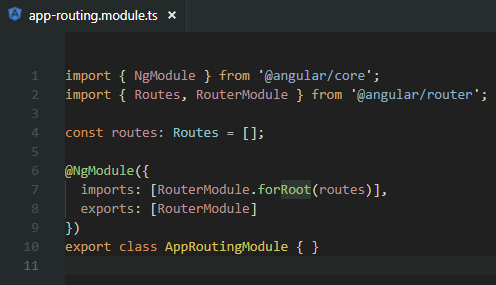 app-routing.module.ts ×
1 import { NgModule } from '@angular/core';
2 import { Routes, RouterModule } from '@angular/router';
3
4 const routes: Routes = [];
5
6 @NgModule({
7   imports: [RouterModule.forRoot(routes)],
8   exports: [RouterModule]
9 })
10 export class AppRoutingModule { }
11